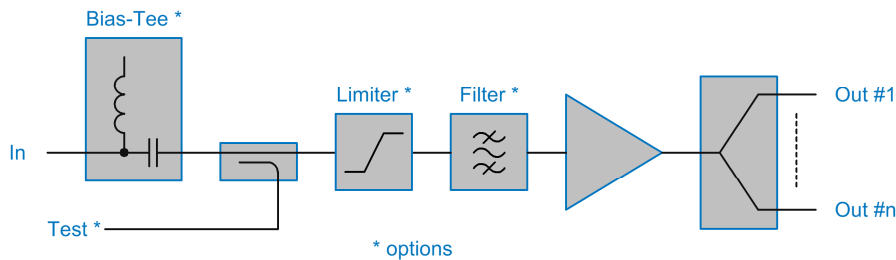 Bias-Tee *
Limiter *
Filter *
Out #1
In
Out #n
Test *
* options